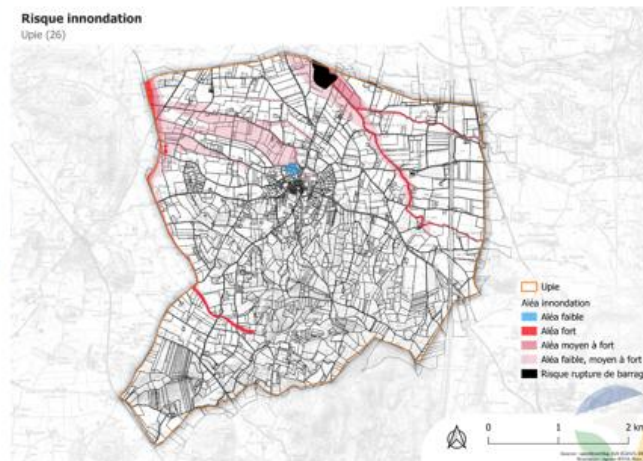 Risque innondation
Upie (26)
Upie
Aléa innondation
Aléa faible
Aléa fort
Aléa moyen à fort
Aléa faible, moyen à fort
Risque rupture de barrag
0 1 2 km